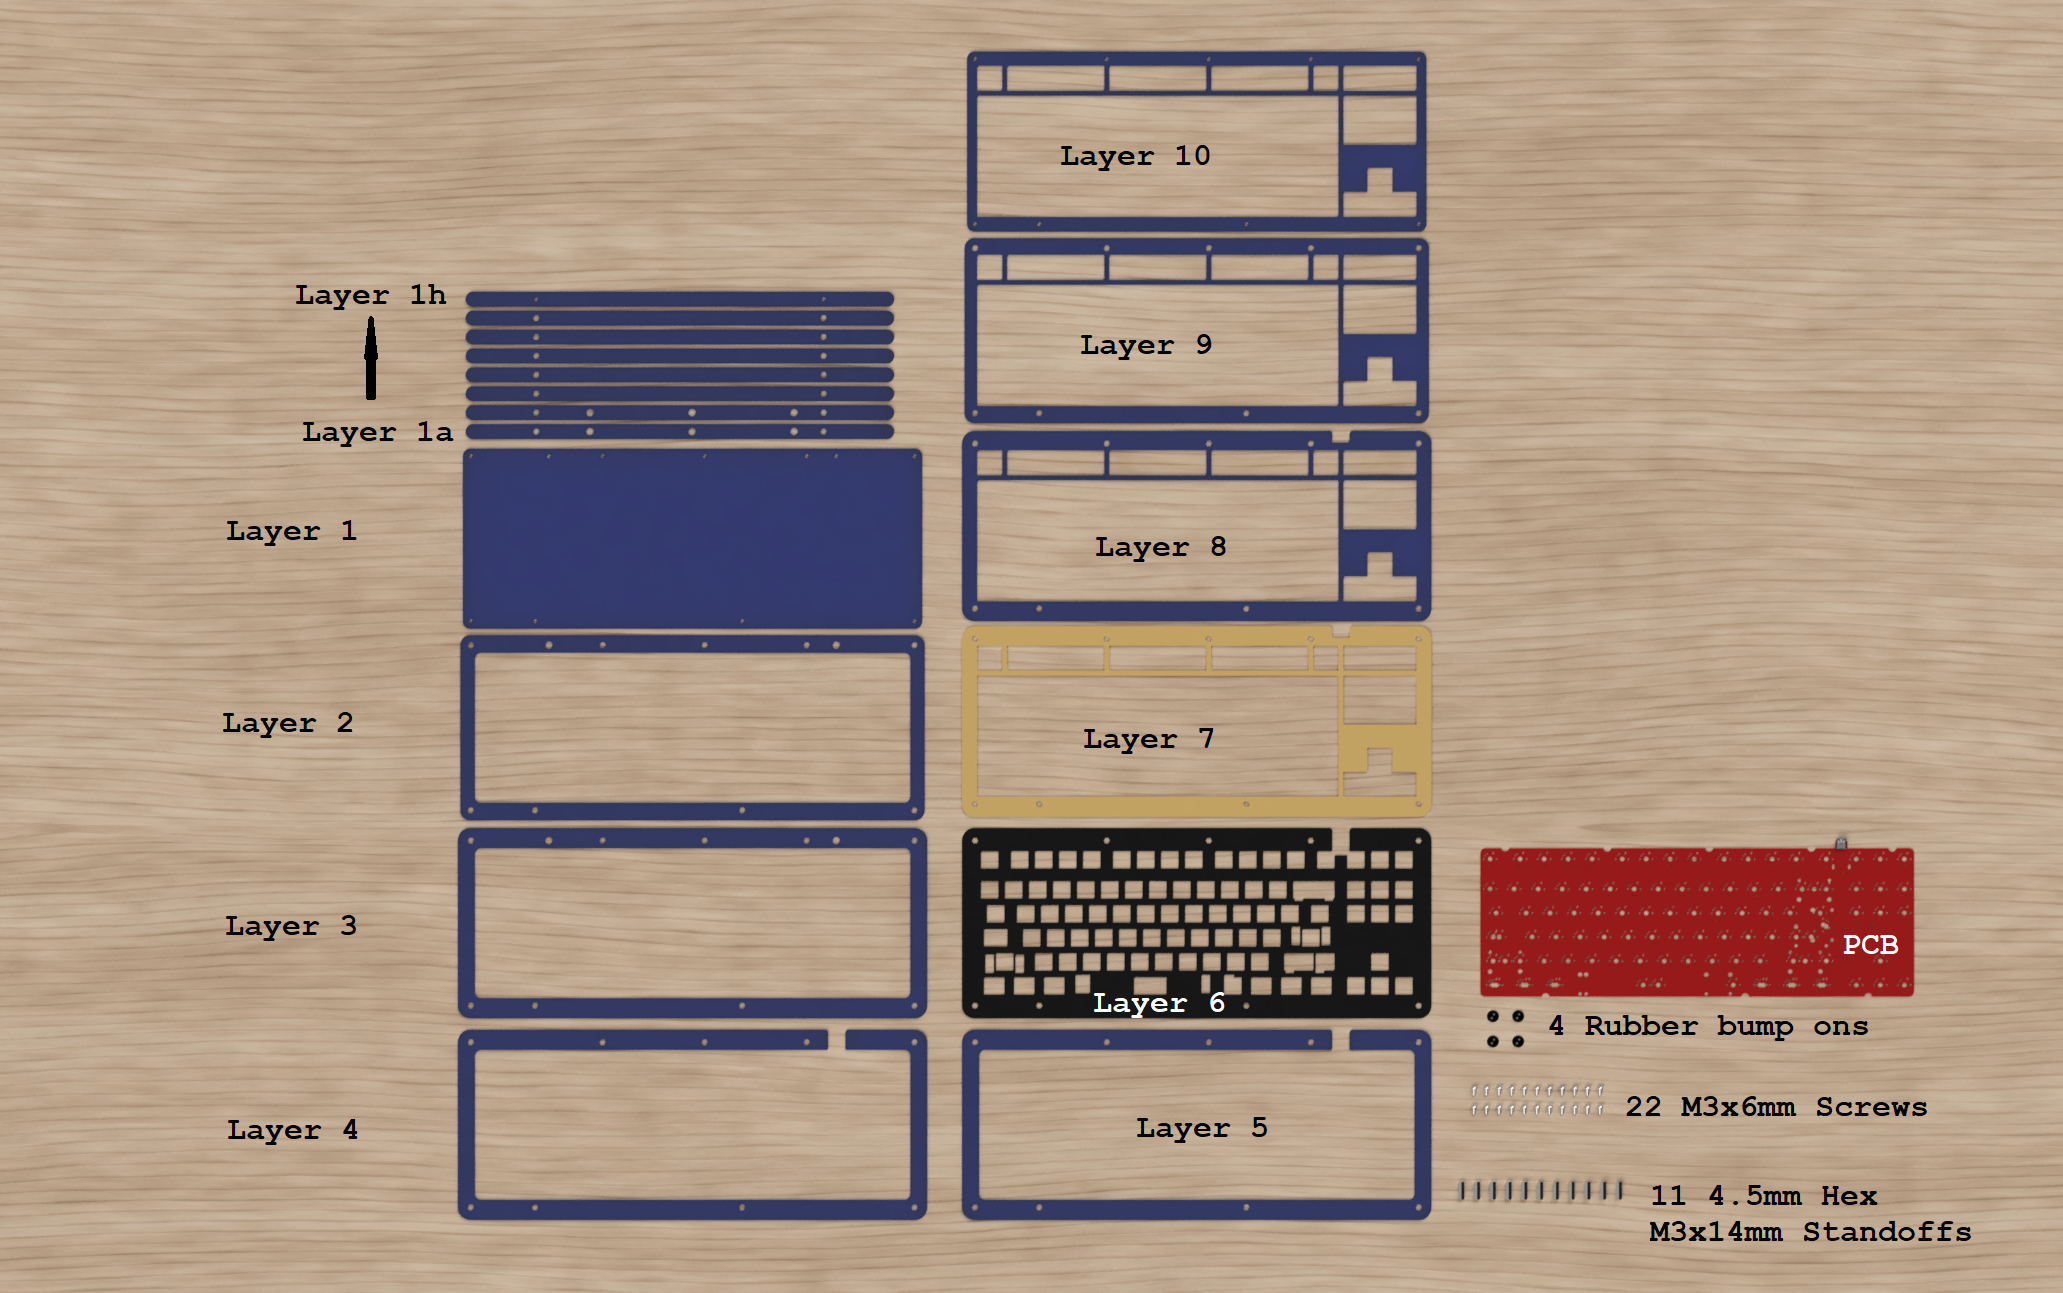 Layer 10
Layer 1h
Layer 9
Layer 1a
Layer 1
Layer 8
Layer 2
Layer 7
Layer 3
PCB
Layer 6
4 Rubber bump ons
22 M3x6mm Screws
Layer 4
Layer 5
11 4.5mm Hex
M3x14mm Standoffs